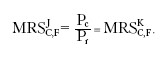 MRS^J_{C,F} = P_c / P_f = MRS^K_{C,F}.